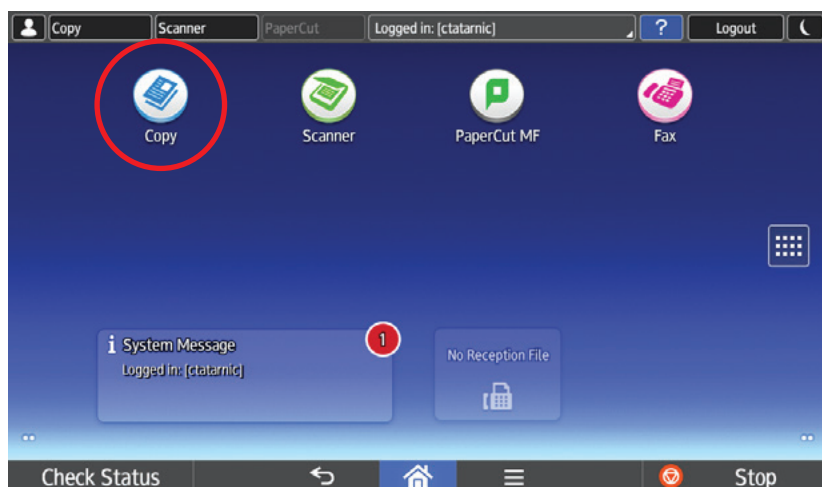 Copy
Scanner
PaperCut
Logged in: [ctatarnic]
?
Logout
Copy
Scanner
PaperCut MF
Fax
i System Message
1
Logged in: [ctatarnic]
No Reception File
Check Status
Stop